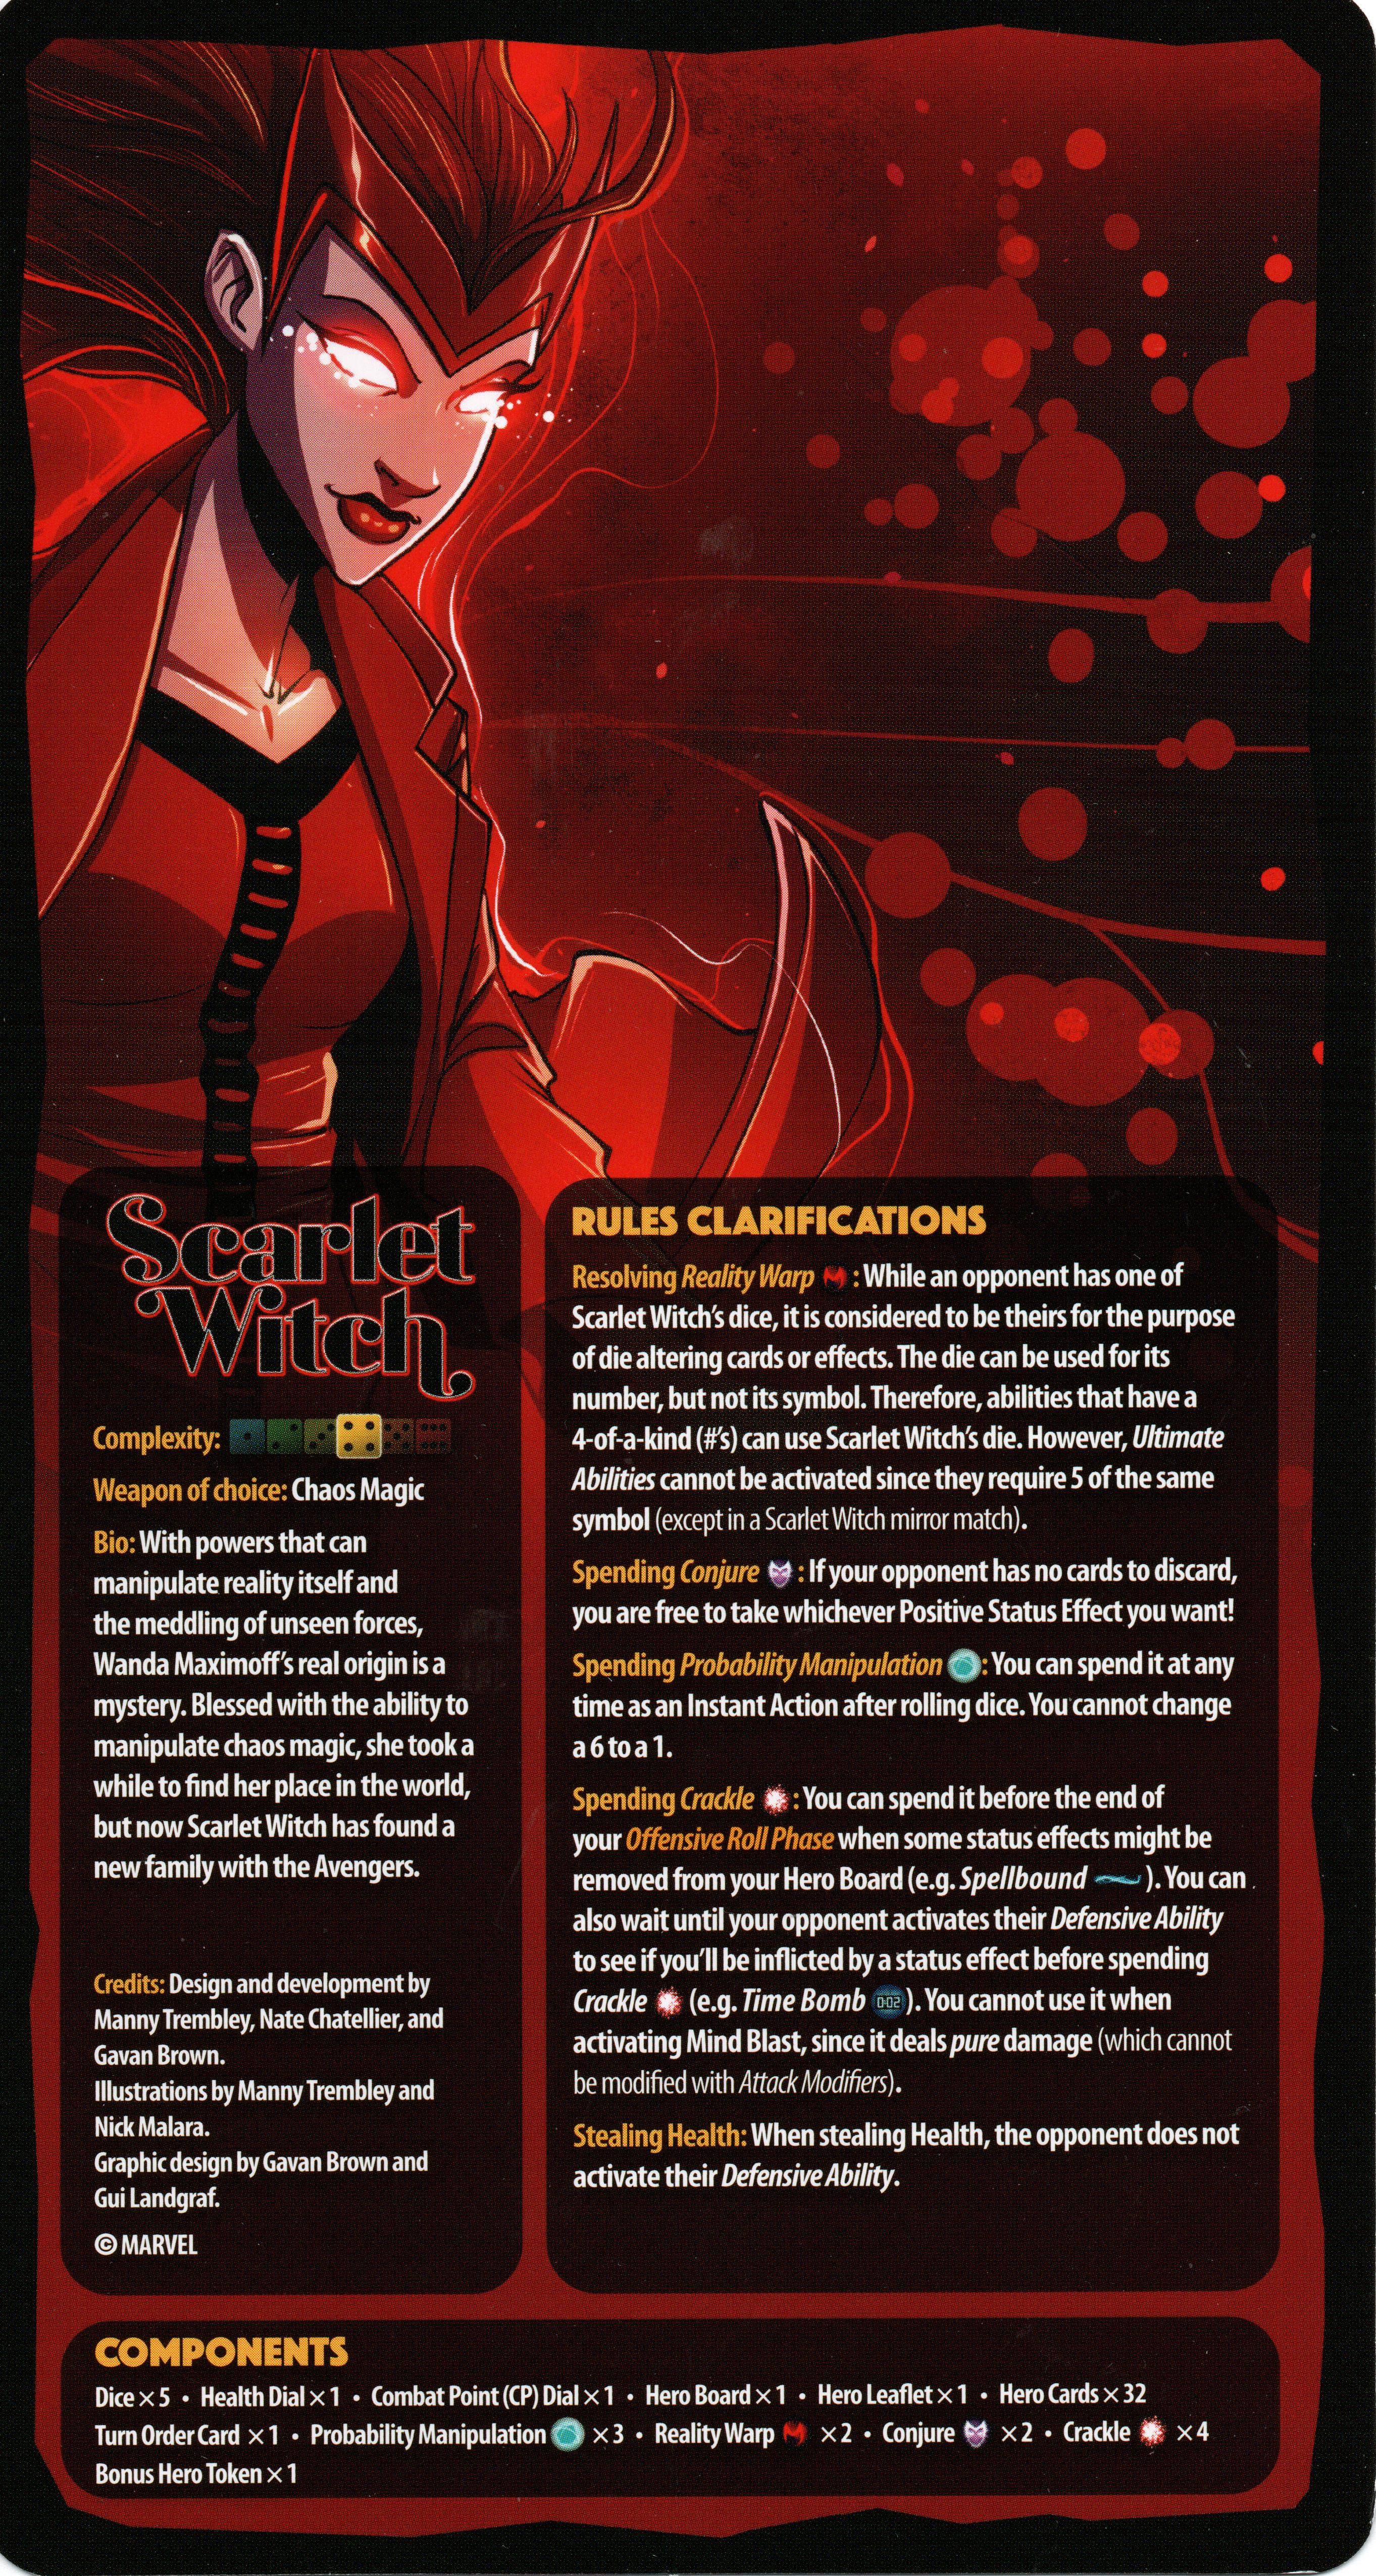 Scarlet
Witch
Complexity:
Weapon of choice: Chaos Magic
Bio: With powers that can
manipulate reality itself and
the meddling of unseen forces,
Wanda Maximoff's real origin is a
mystery. Blessed with the ability to
manipulate chaos magic, she took a
while to find her place in the world,
but now Scarlet Witch has found a
new family with the Avengers.
Credits: Design and development by
Manny Trembley, Nate Chatellier, and
Gavan Brown.
Illustrations by Manny Trembley and
Nick Malara.
Graphic design by Gavan Brown and
Gui Landgraf.
© MARVEL
RULES CLARIFICATIONS
Resolving Reality Warp : While an opponent has one of
Scarlet Witch's dice, it is considered to be theirs for the purpose
of die altering cards or effects. The die can be used for its
number, but not its symbol. Therefore, abilities that have a
4-of-a-kind (#'s) can use Scarlet Witch's die. However, Ultimate
Abilities cannot be activated since they require 5 of the same
symbol (except in a Scarlet Witch mirror match).
Spending Conjure : If your opponent has no cards to discard,
you are free to take whichever Positive Status Effect you want!
Spending Probability Manipulation : You can spend it at any
time as an Instant Action after rolling dice. You cannot change
a 6 to a 1.
Spending Crackle : You can spend it before the end of
your Offensive Roll Phase when some status effects might be
removed from your Hero Board (e.g. Spellbound ). You can
also wait until your opponent activates their Defensive Ability
to see if you'll be inflicted by a status effect before spending
Crackle (e.g. Time Bomb 0:02). You cannot use it when
activating Mind Blast, since it deals pure damage (which cannot
be modified with Attack Modifiers).
Stealing Health: When stealing Health, the opponent does not
activate their Defensive Ability.
COMPONENTS
Dice × 5 • Health Dial × 1 • Combat Point (CP) Dial × 1 • Hero Board × 1 • Hero Leaflet × 1 • Hero Cards × 32
Turn Order Card × 1 • Probability Manipulation × 3 • Reality Warp × 2 • Conjure × 2 • Crackle × 4
Bonus Hero Token × 1